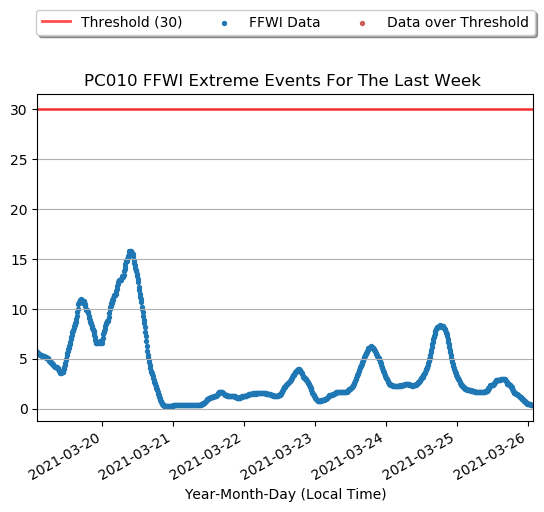 Threshold (30) FFWI Data Data over Threshold
PC010 FFWI Extreme Events For The Last Week
30
25
20
15
10
5
0
2021-03-20 2021-03-21 2021-03-22 2021-03-23 2021-03-24 2021-03-25 2021-03-26
Year-Month-Day (Local Time)